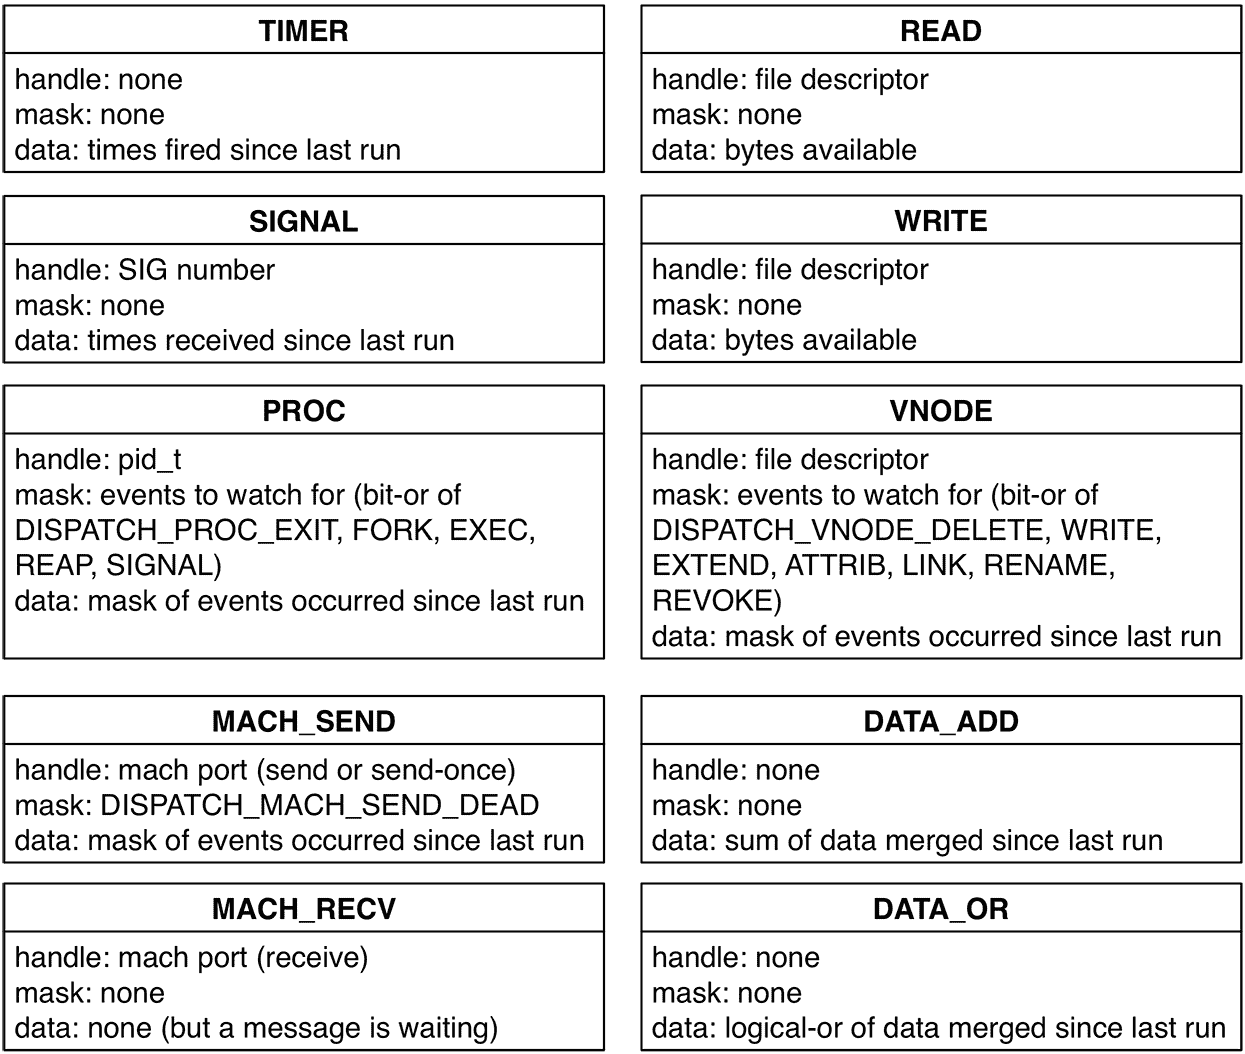 TIMER
handle: none
mask: none
data: times fired since last run
READ
handle: file descriptor
mask: none
data: bytes available
SIGNAL
handle: SIG number
mask: none
data: times received since last run
WRITE
handle: file descriptor
mask: none
data: bytes available
PROC
handle: pid_t
mask: events to watch for (bit-or of
DISPATCH_PROC_EXIT, FORK, EXEC,
REAP, SIGNAL)
data: mask of events occurred since last run
VNODE
handle: file descriptor
mask: events to watch for (bit-or of
DISPATCH_VNODE_DELETE, WRITE,
EXTEND, ATTRIB, LINK, RENAME,
REVOKE)
data: mask of events occurred since last run
MACH_SEND
handle: mach port (send or send-once)
mask: DISPATCH_MACH_SEND_DEAD
data: mask of events occurred since last run
DATA_ADD
handle: none
mask: none
data: sum of data merged since last run
MACH_RECV
handle: mach port (receive)
mask: none
data: none (but a message is waiting)
DATA_OR
handle: none
mask: none
data: logical-or of data merged since last run